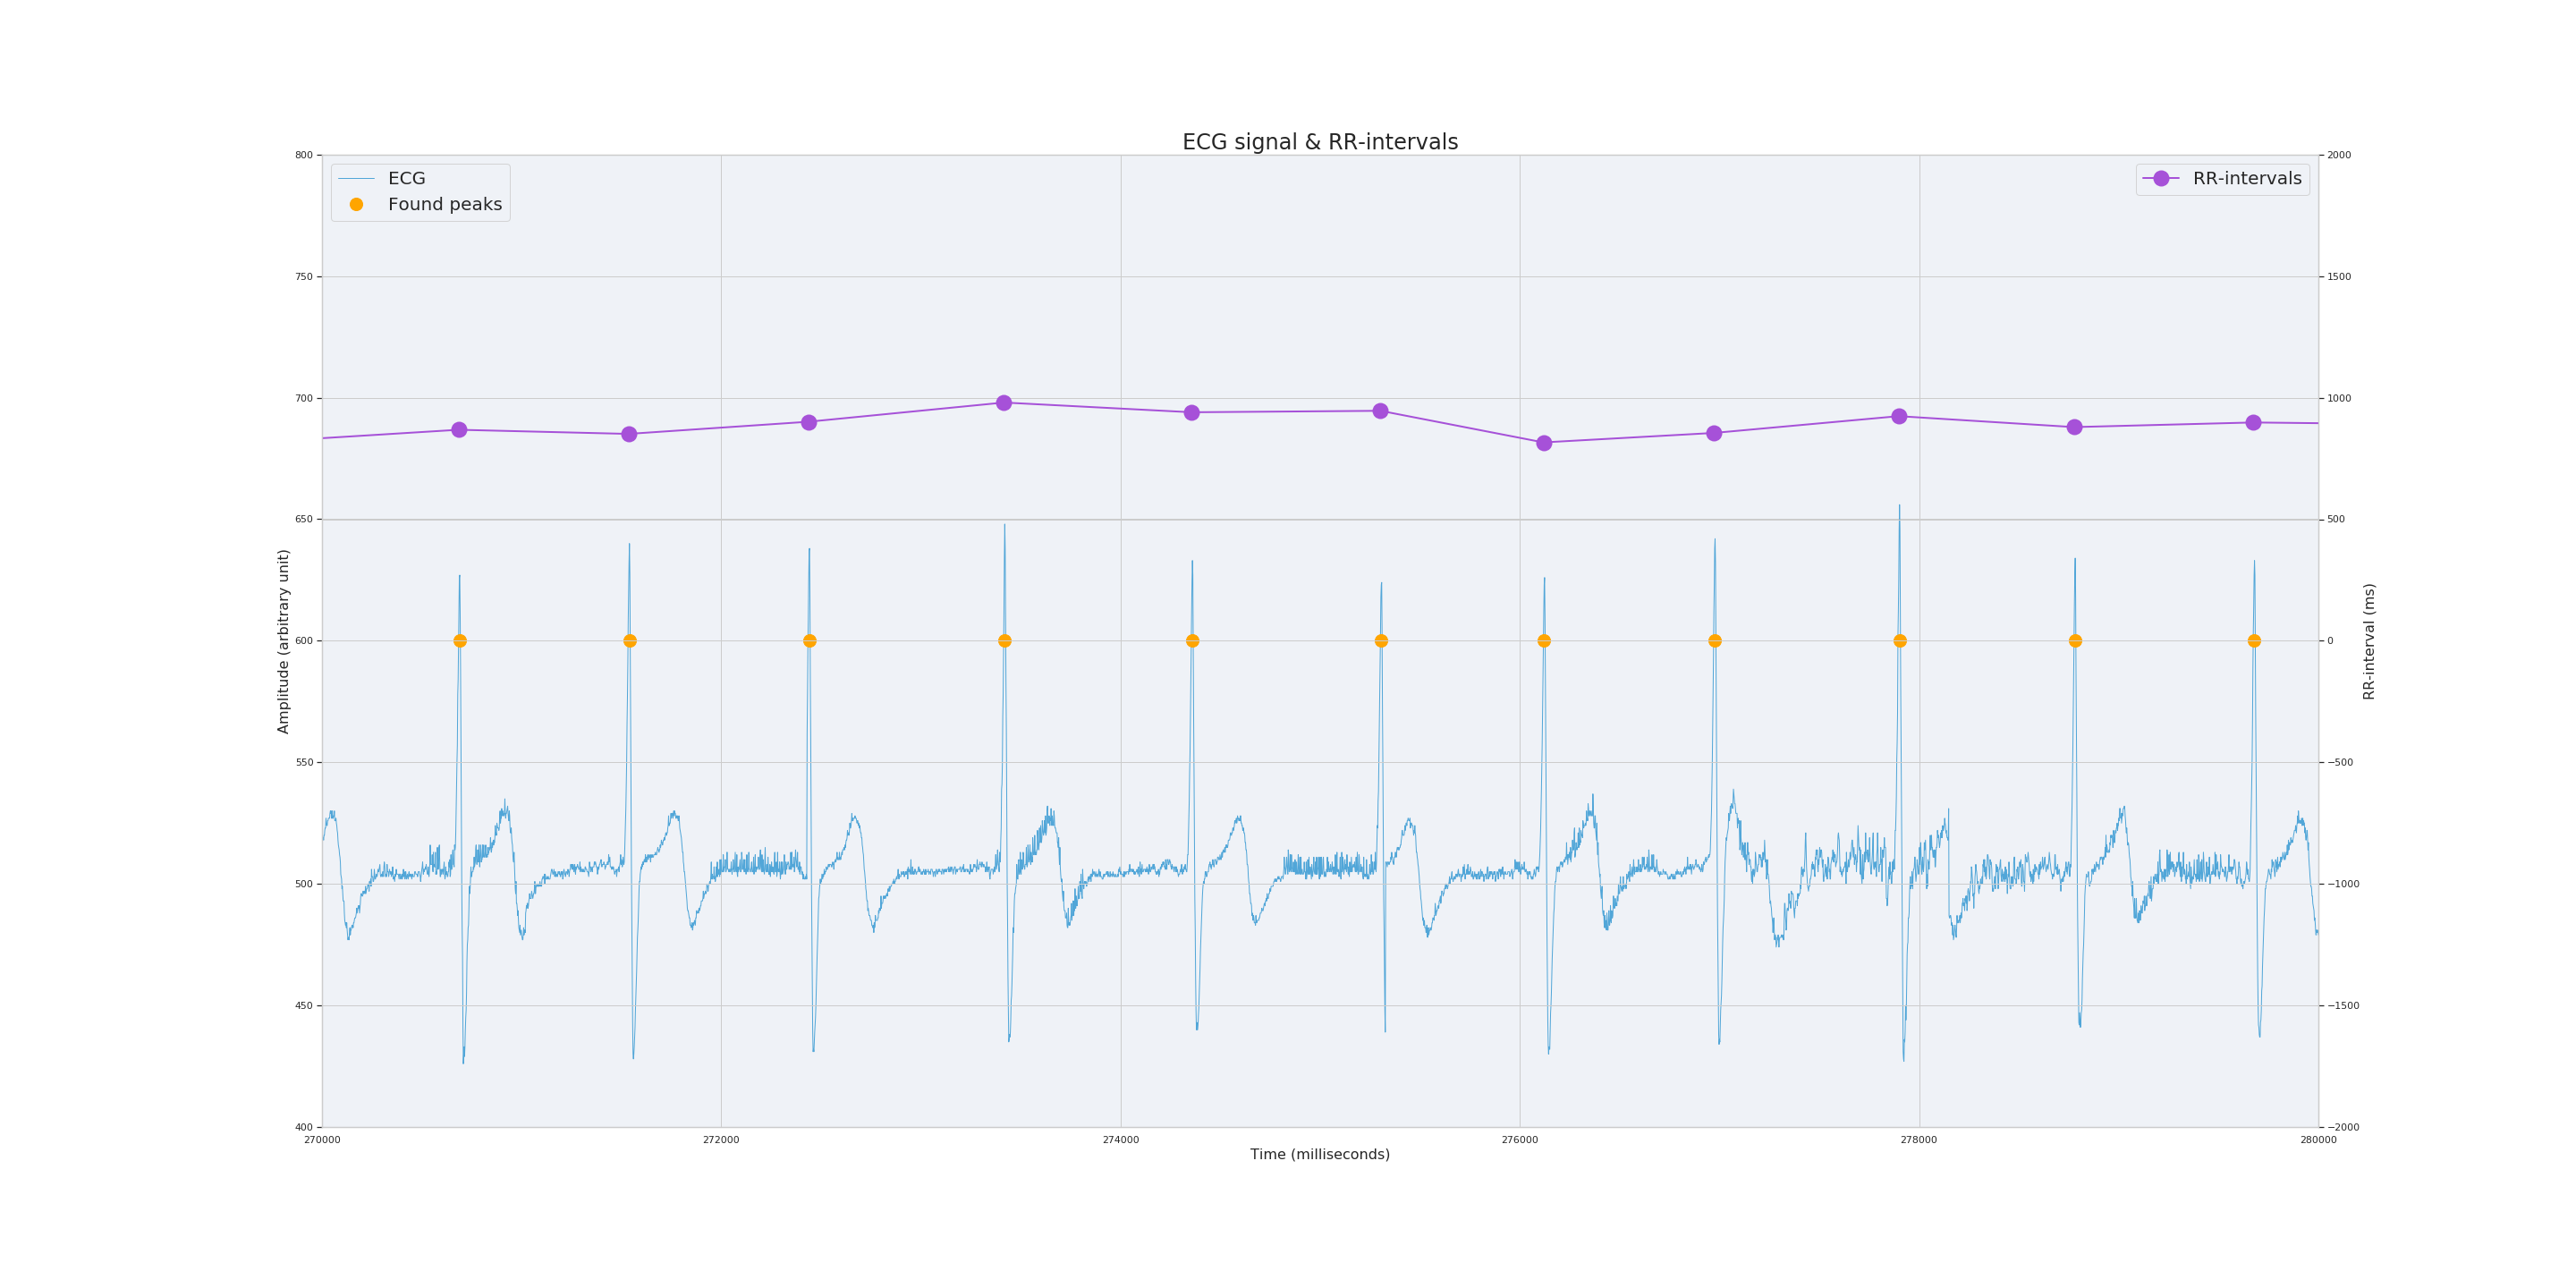 ECG signal & RR-intervals
ECG
Found peaks
RR-intervals
800
750
700
650
600
550
500
450
400
Amplitude (arbitrary unit)
2000
1500
1000
500
0
−500
−1000
−1500
−2000
RR-interval (ms)
270000 272000 274000 276000 278000 280000
Time (milliseconds)